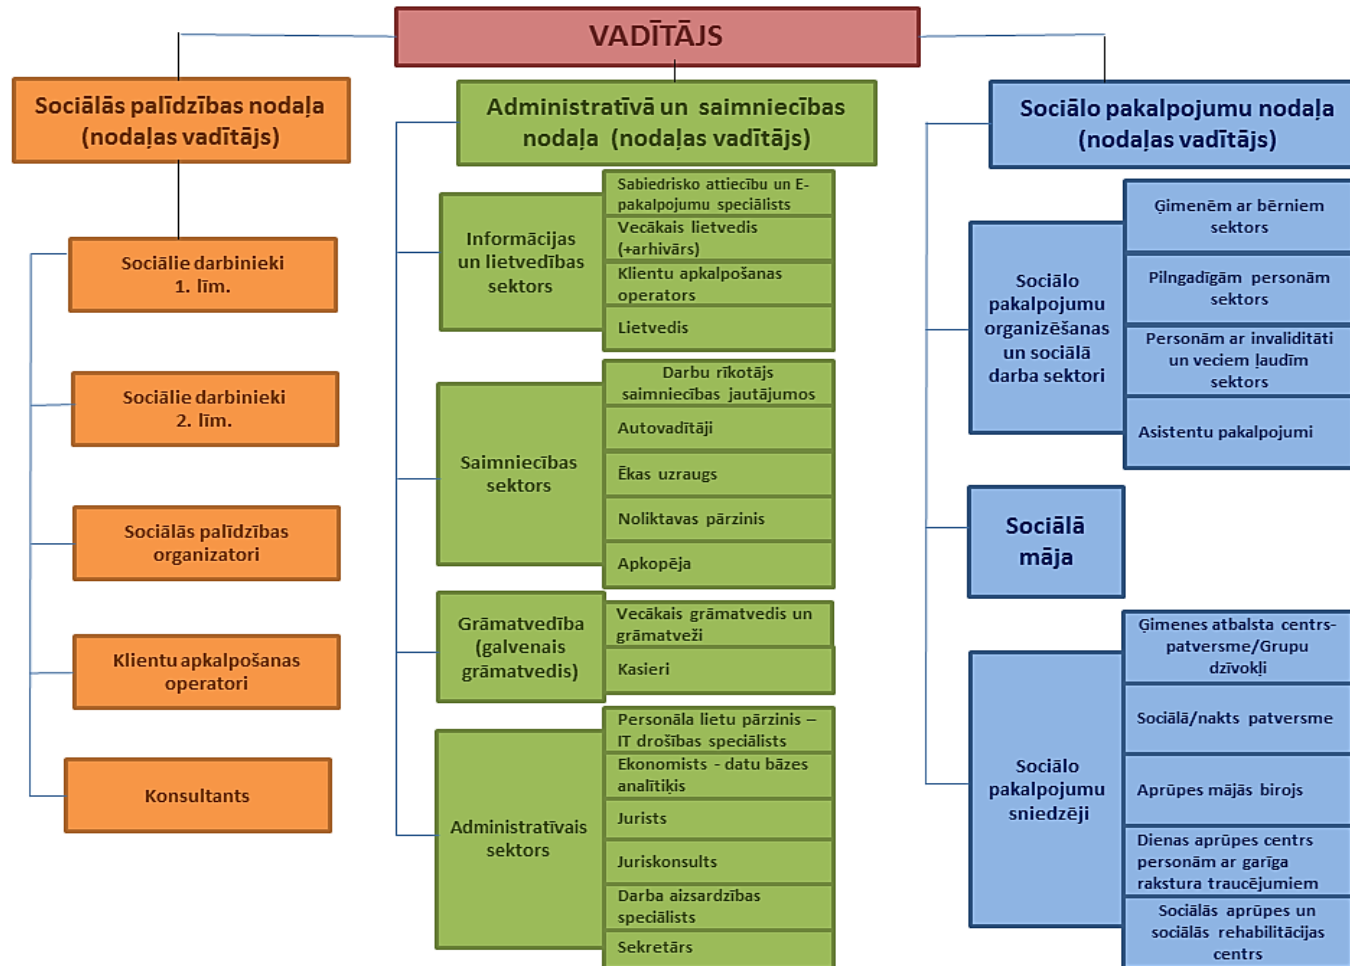 VADĪTĀJS
Sociālās palīdzības nodaļa
(nodaļas vadītājs)
Sociālie darbinieki
1. līm.
Sociālie darbinieki
2. līm.
Sociālās palīdzības
organizatori
Klientu apkalpošanas
operatori
Konsultants
Administratīvā un saimniecības
nodaļa (nodaļas vadītājs)
Informācijas
un lietvedības
sektors
Sabiedrisko attiecību un E-
pakalpojumu speciālists
Vecākais lietvedis
(+arhivārs)
Klientu apkalpošanas
operators
Lietvedis
Saimniecības
sektors
Darbu rīkotājs
saimniecības jautājumos
Autovadītāji
Ēkas uzraugs
Noliktavas pārzinis
Apkopēja
Grāmatvedība
(galvenais
grāmatvedis)
Vecākais grāmatvedis un
grāmatveži
Kasieri
Administratīvais
sektors
Personāla lietu pārzinis –
IT drošības speciālists
Ekonomists - datu bāzes
analītiķis
Jurists
Juriskonsults
Darba aizsardzības
speciālists
Sekretārs
Sociālo pakalpojumu nodaļa
(nodaļas vadītājs)
Sociālo
pakalpojumu
organizēšanas
un sociālā
darba sektori
Ģimenēm ar bērniem
sektors
Pilngadīgām personām
sektors
Personām ar invaliditāti
un veciem ļaudīm
sektors
Asistentu pakalpojumi
Sociālā
māja
Sociālo
pakalpojumu
sniedzēji
Ģimenes atbalsta centrs-
patversme/Grupu
dzīvokļi
Sociālā/nakts patversme
Aprūpes mājās birojs
Dienas aprūpes centrs
personām ar garīga
rakstura traucējumiem
Sociālās aprūpes un
sociālās rehabilitācijas
centrs